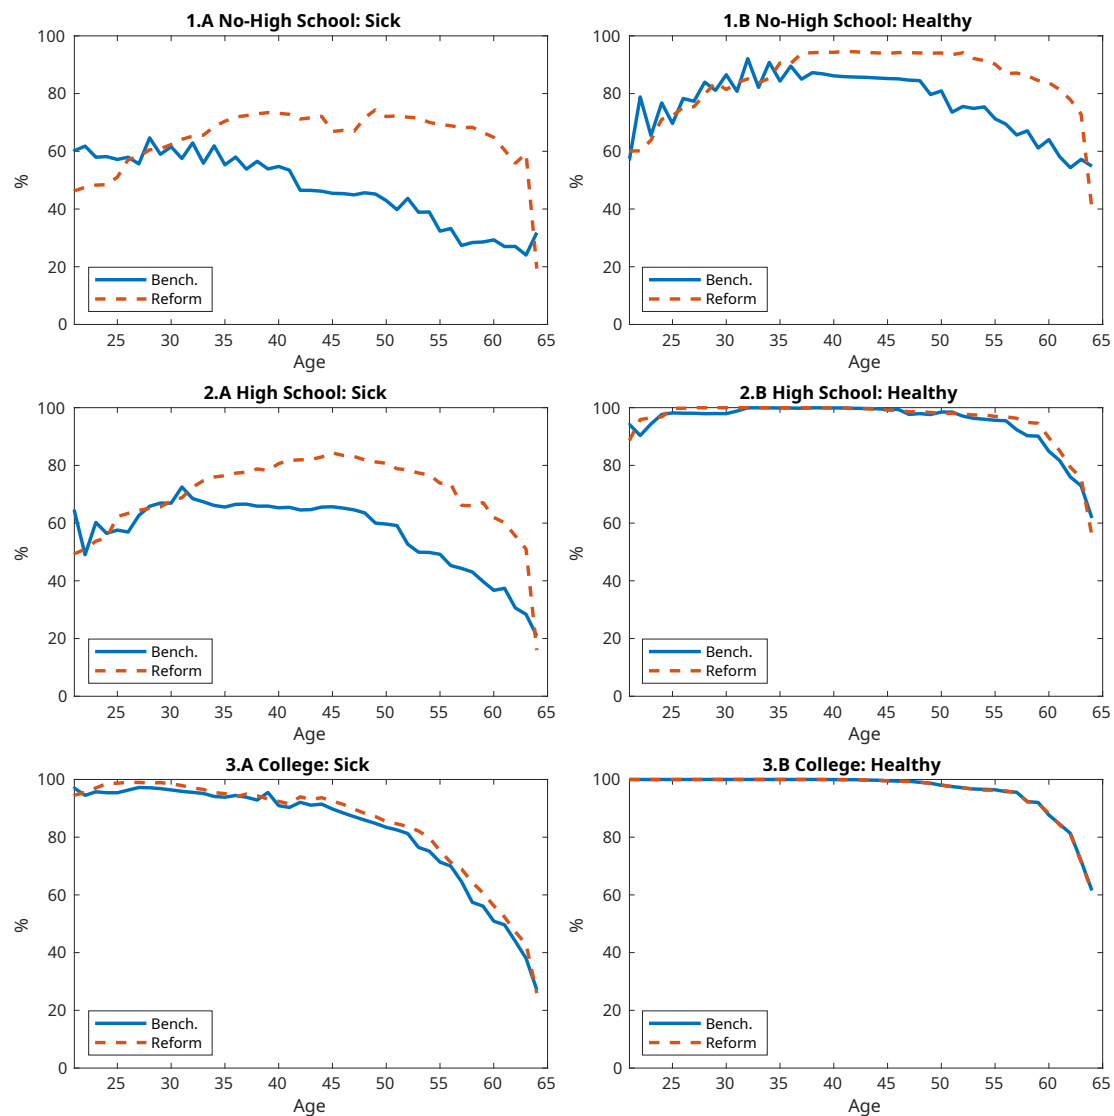 1.A No-High School: Sick
100
80
60
40
20
0
%
Bench.
Reform
25 30 35 40 45 50 55 60 65
Age
1.B No-High School: Healthy
100
80
60
40
20
0
%
Bench.
Reform
25 30 35 40 45 50 55 60 65
Age
2.A High School: Sick
100
80
60
40
20
0
%
Bench.
Reform
25 30 35 40 45 50 55 60 65
Age
2.B High School: Healthy
100
80
60
40
20
0
%
Bench.
Reform
25 30 35 40 45 50 55 60 65
Age
3.A College: Sick
100
80
60
40
20
0
%
Bench.
Reform
25 30 35 40 45 50 55 60 65
Age
3.B College: Healthy
100
80
60
40
20
0
%
Bench.
Reform
25 30 35 40 45 50 55 60 65
Age